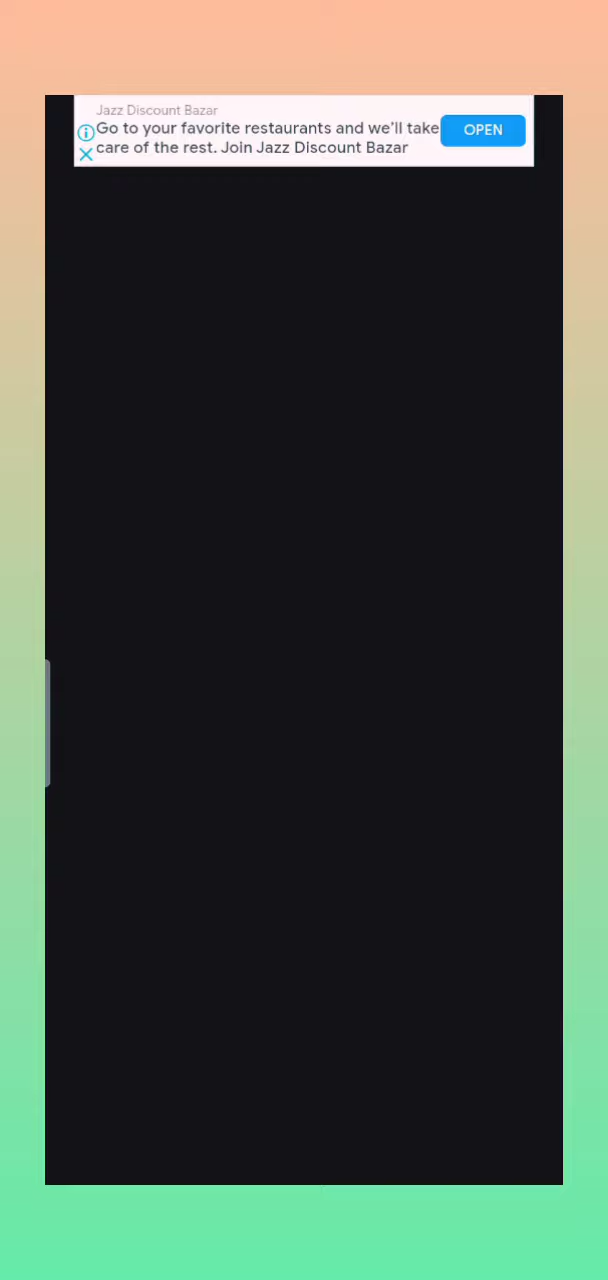 Jazz Discount Bazar
Go to your favorite restaurants and we'll take
care of the rest. Join Jazz Discount Bazar
OPEN